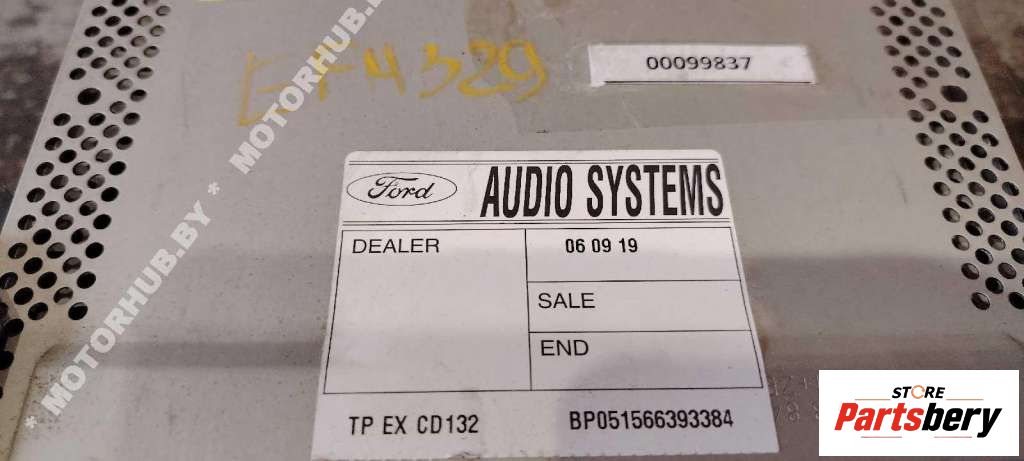 EF4329
00099837
Ford AUDIO SYSTEMS
DEALER
06 09 19
SALE
END
TP EX CD132
BP051566393384
* MOTORHUB.BY * MOTORHUB.BY
STORE
Partsbery